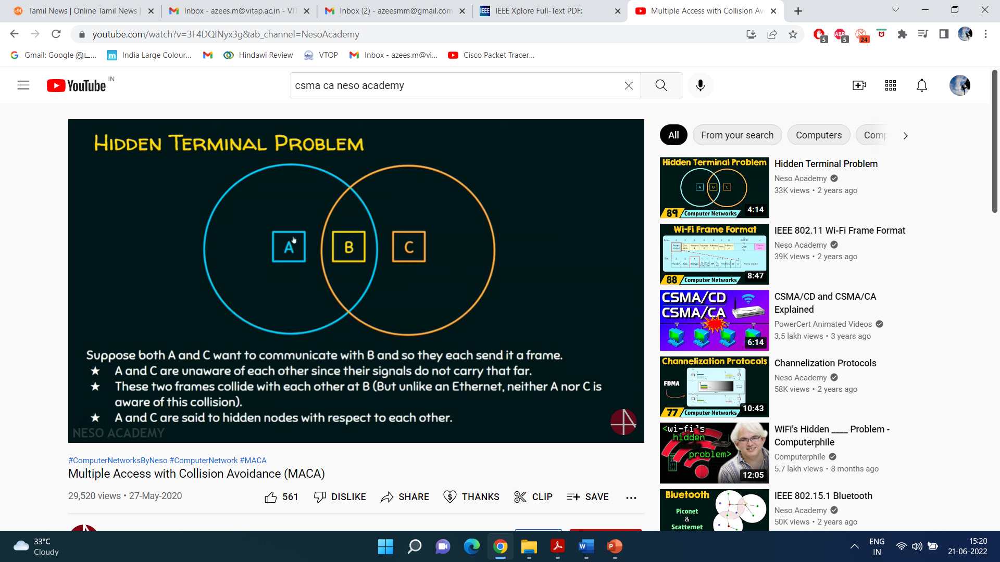 Tamil News | Online Tamil News |
Inbox - azees.m@vitap.ac.in - VIT
Inbox (2) - azeesmm@gmail.com
IEEE IEEE Xplore Full-Text PDF:
Multiple Access with Collision Av
youtube.com/watch?v=3F4DQINyx3g&ab_channel=NesoAcademy
5
ABP 5
24
Gmail: Google இட...
m India Large Colour...
Hindawi Review
VTOP
Inbox - azees.m@vi...
Cisco Packet Tracer...
YouTube IN
csma ca neso academy
HIDDEN TERMINAL PROBLEM
A B C
Suppose both A and C want to communicate with B and so they each send it a frame.
★ A and C are unaware of each other since their signals do not carry that far.
★ These two frames collide with each other at B (But unlike an Ethernet, neither A nor C is
aware of this collision).
★ A and C are said to hidden nodes with respect to each other.
NESO ACADEMY
#ComputerNetworksByNeso #ComputerNetwork #MACA
Multiple Access with Collision Avoidance (MACA)
29,520 views • 27-May-2020
561 DISLIKE SHARE THANKS CLIP SAVE ...
All From your search Computers Comp
Hidden Terminal Problem
A B C
89 Computer Networks 4:14
Hidden Terminal Problem
Neso Academy
33K views • 2 years ago
Wi-Fi Frame Format
88 Computer Networks 8:47
IEEE 802.11 Wi-Fi Frame Format
Neso Academy
39K views • 2 years ago
CSMA/CD
CSMA/CA
6:14
CSMA/CD and CSMA/CA
Explained
PowerCert Animated Videos
3.5 lakh views • 3 years ago
Channelization Protocols
FDMA
77 Computer Networks 10:43
Channelization Protocols
Neso Academy
58K views • 2 years ago
<wi-fi's
hidden
problem>
12:05
WiFi's Hidden ____ Problem -
Computerphile
Computerphile
5.7 lakh views • 8 months ago
Bluetooth
Piconet
&
Scatternet
IEEE 802.15.1 Bluetooth
Neso Academy
50K views • 2 years ago
33°C
Cloudy
ENG
IN
15:20
21-06-2022